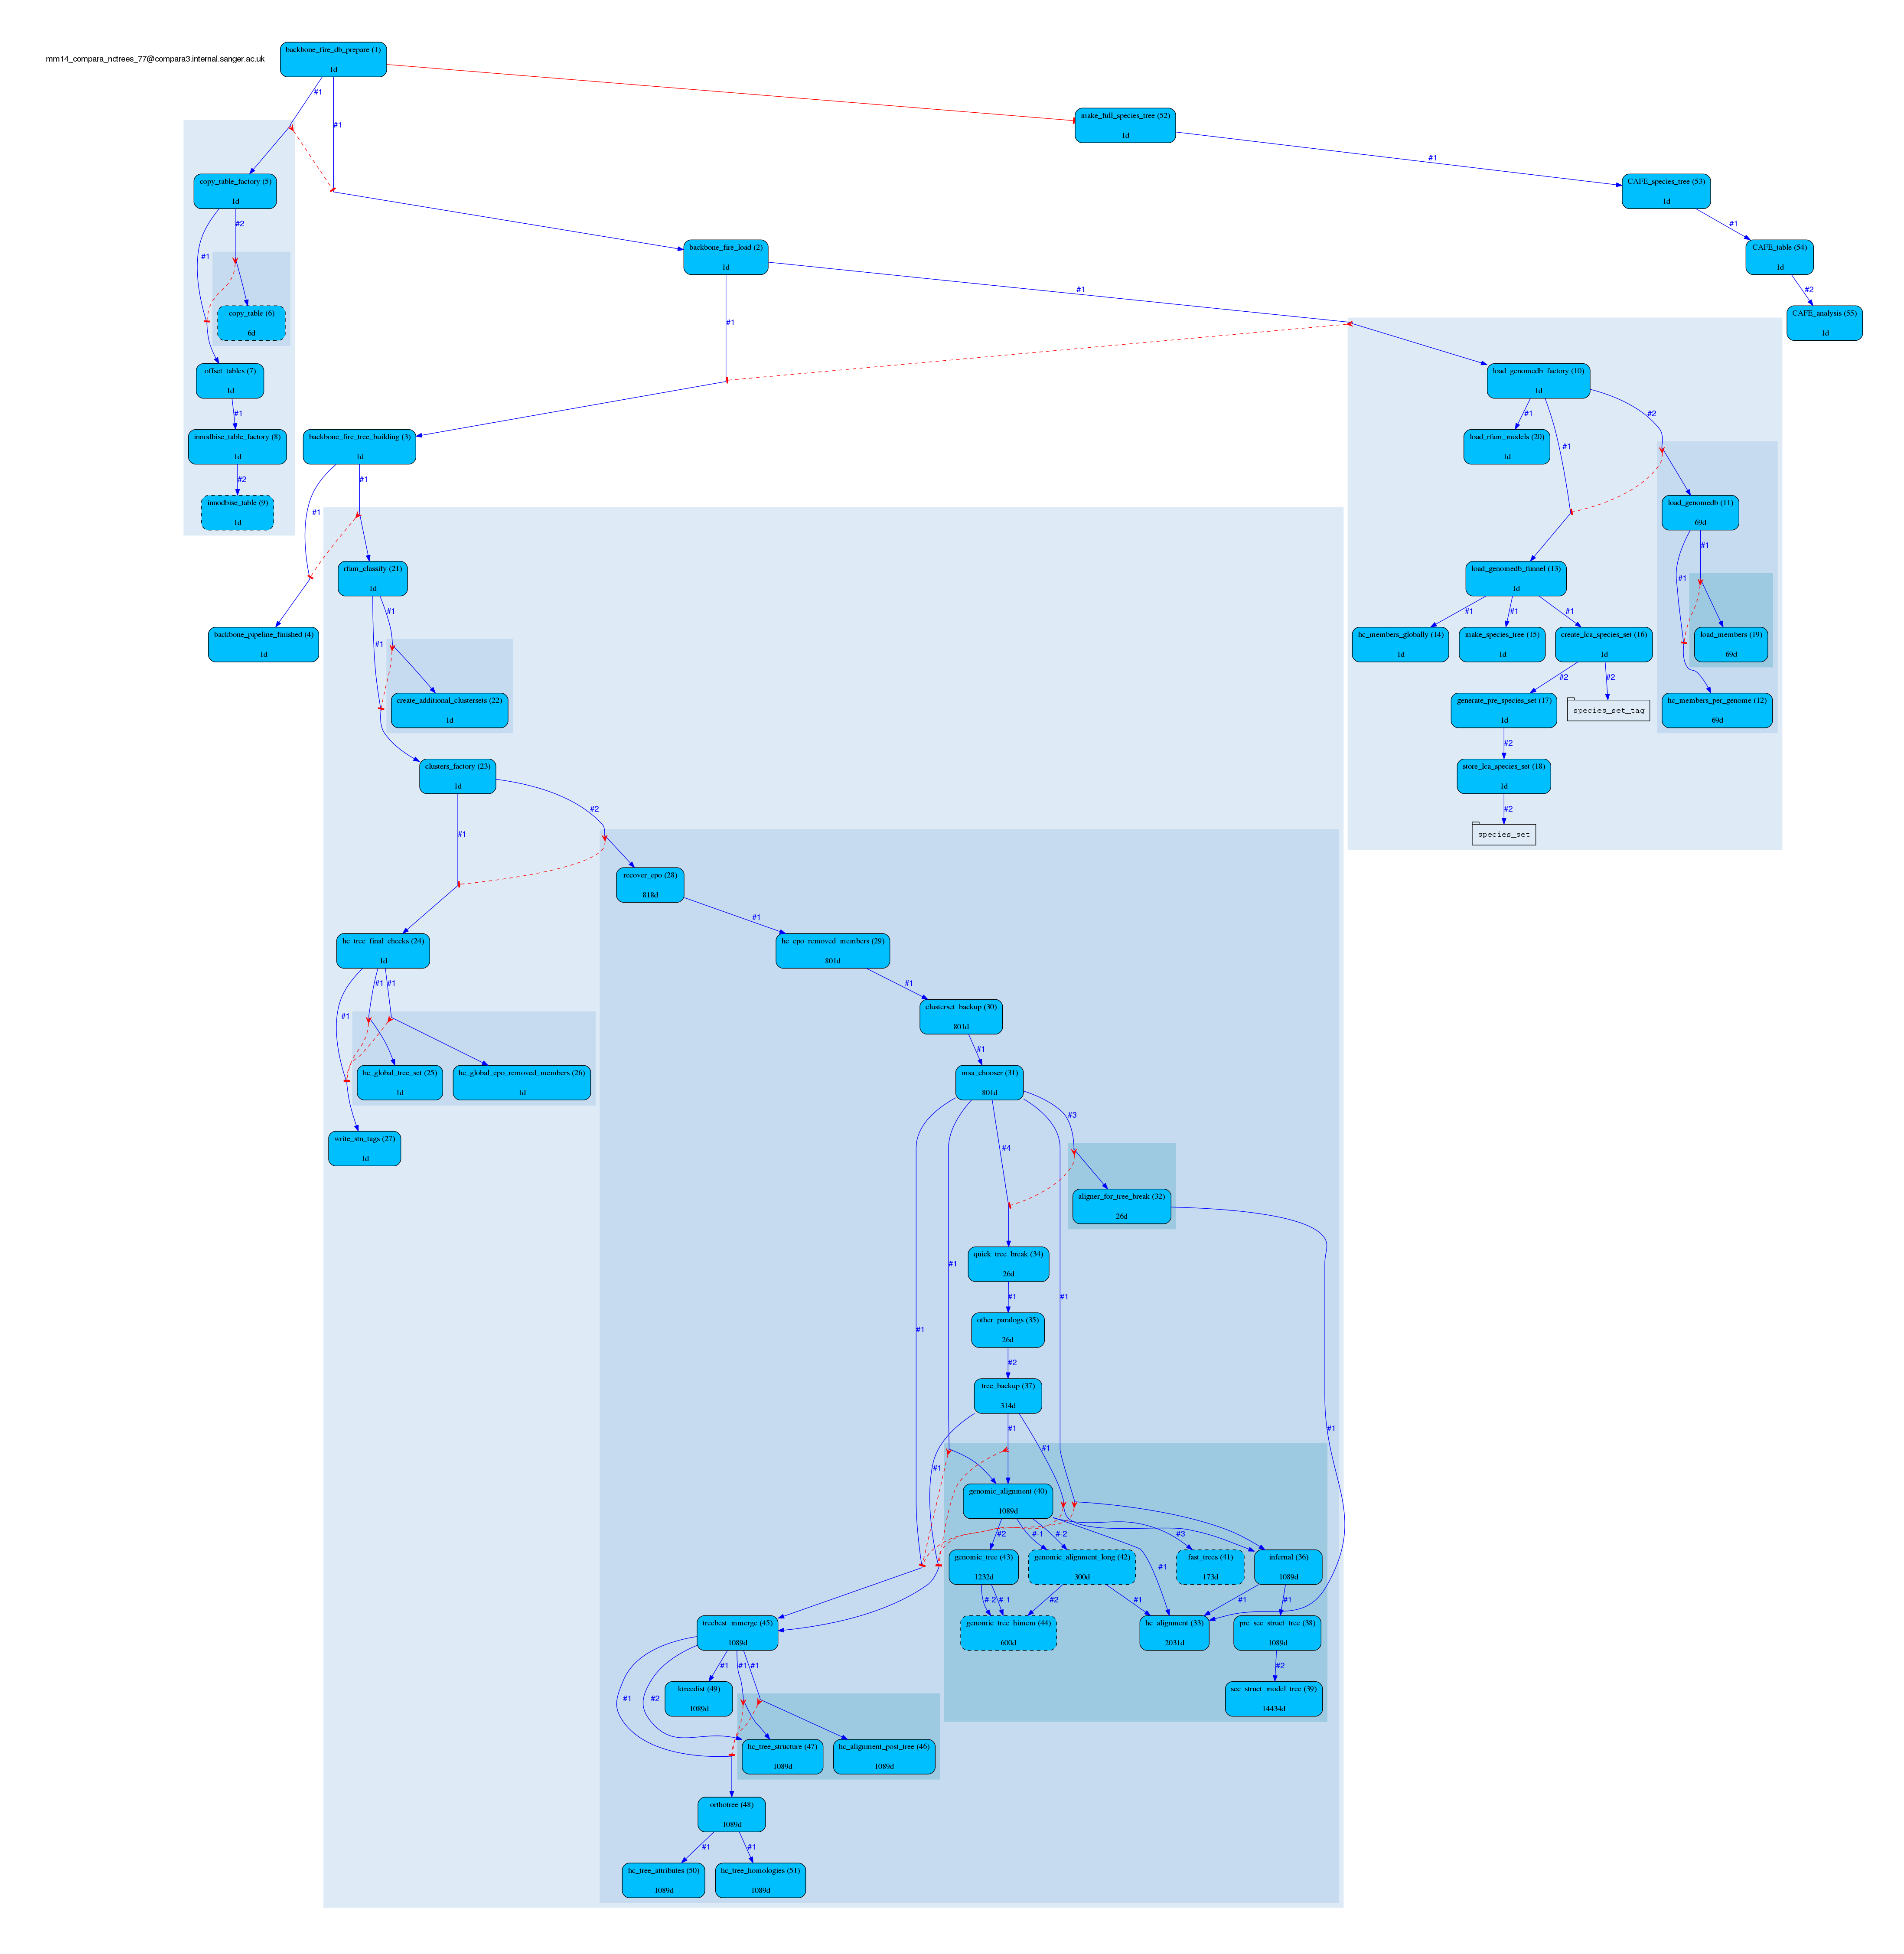 mm14_compara_nctrees_77@compara3.internal.sanger.ac.uk
backbone_fire_db_prepare (1)
1d
#1
#1
make_full_species_tree (52)
1d
#1
copy_table_factory (5)
1d
CAFE_species_tree (53)
1d
#2
#1
#1
backbone_fire_load (2)
1d
CAFE_table (54)
1d
#1
#2
copy_table (6)
6d
#1
CAFE_analysis (55)
1d
offset_tables (7)
1d
load_genomedb_factory (10)
1d
#1
#1
#2
innodbise_table_factory (8)
1d
backbone_fire_tree_building (3)
1d
load_rfam_models (20)
1d
#1
#2
#1
innodbise_table (9)
1d
#1
load_genomedb (11)
69d
#1
rfam_classify (21)
1d
load_genomedb_funnel (13)
1d
#1
#1
#1
#1
#1
backbone_pipeline_finished (4)
1d
#1
hc_members_globally (14)
1d
make_species_tree (15)
1d
create_lca_species_set (16)
1d
load_members (19)
69d
#2
#2
create_additional_clustersets (22)
1d
generate_pre_species_set (17)
1d
species_set_tag
hc_members_per_genome (12)
69d
#2
clusters_factory (23)
1d
store_lca_species_set (18)
1d
#2
#2
#1
species_set
recover_epo (28)
818d
#1
hc_tree_final_checks (24)
1d
hc_epo_removed_members (29)
801d
#1
#1
#1
#1
clusterset_backup (30)
801d
#1
hc_global_tree_set (25)
1d
hc_global_epo_removed_members (26)
1d
msa_chooser (31)
801d
#3
write_stn_tags (27)
1d
#4
aligner_for_tree_break (32)
26d
quick_tree_break (34)
26d
#1
#1
#1
other_paralogs (35)
26d
#1
#2
tree_backup (37)
314d
#1
#1
#1
#1
genomic_alignment (40)
1089d
#2
#-1
#-2
#3
#1
genomic_tree (43)
1232d
genomic_alignment_long (42)
300d
fast_trees (41)
173d
infernal (36)
1089d
#-2
#-1
#2
#1
#1
#1
treebest_mmerge (45)
1089d
genomic_tree_himem (44)
600d
hc_alignment (33)
2031d
pre_sec_struct_tree (38)
1089d
#1
#1
#1
#2
#1
#2
ktreedist (49)
1089d
sec_struct_model_tree (39)
14434d
hc_tree_structure (47)
1089d
hc_alignment_post_tree (46)
1089d
orthotree (48)
1089d
#1
#1
hc_tree_attributes (50)
1089d
hc_tree_homologies (51)
1089d